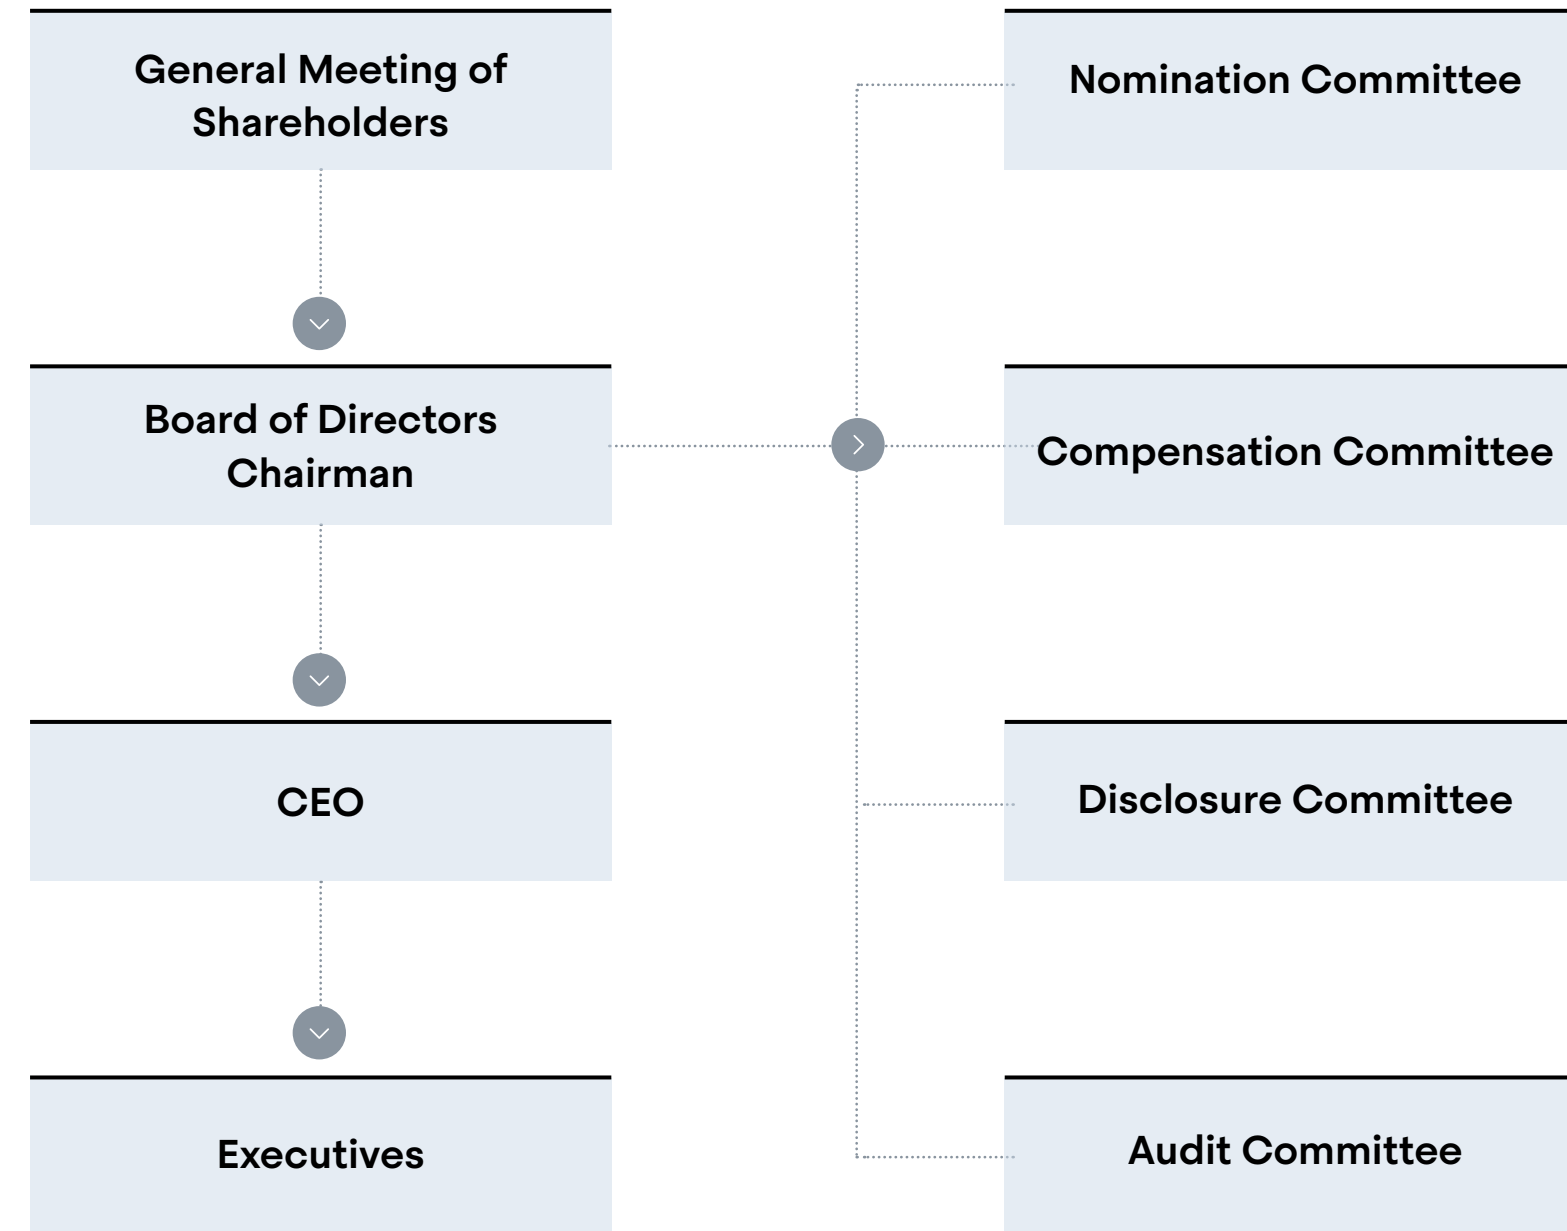 General Meeting of
Shareholders
Nomination Committee
Board of Directors
Chairman
Compensation Committee
CEO
Disclosure Committee
Executives
Audit Committee